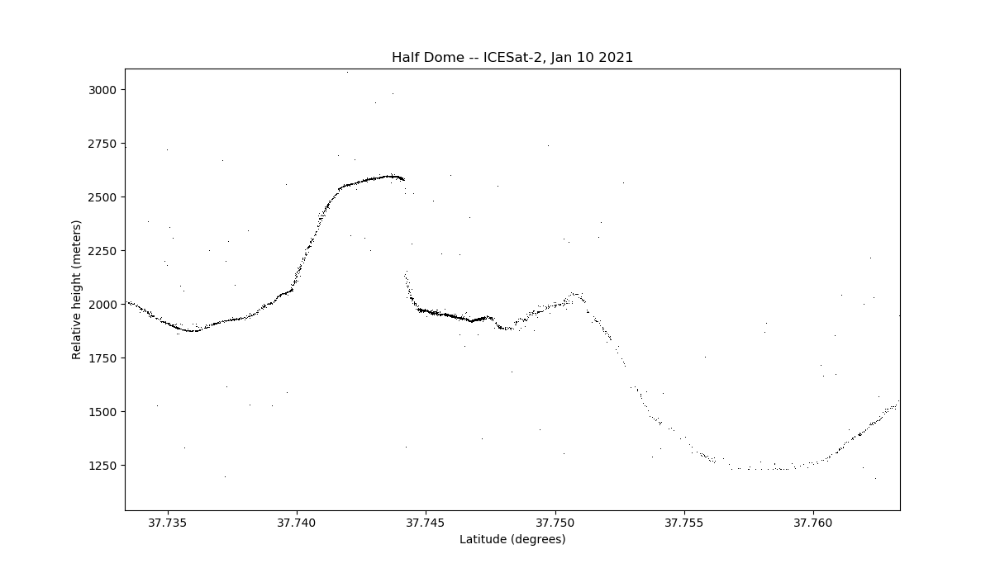 Half Dome -- ICESat-2, Jan 10 2021
3000
2750
2500
2250
2000
1750
1500
1250
Relative height (meters)
37.735 37.740 37.745 37.750 37.755 37.760
Latitude (degrees)